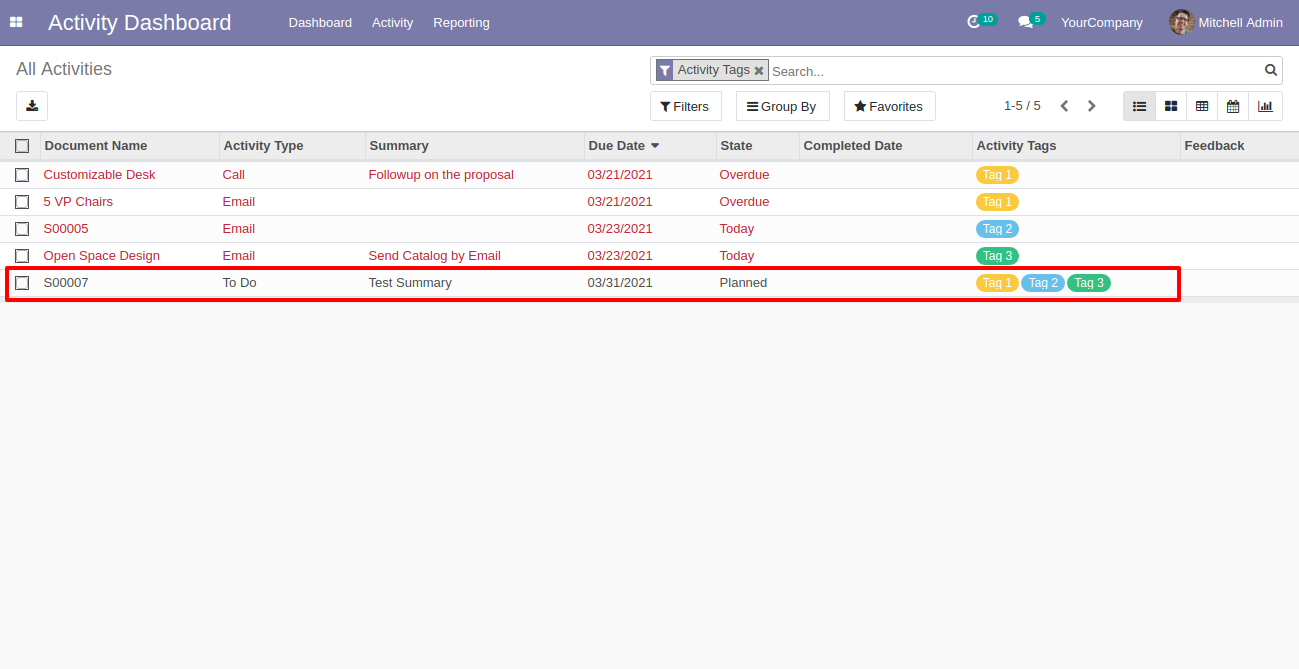 Activity Dashboard Dashboard Activity Reporting 10 5 YourCompany Mitchell Admin
All Activities Activity Tags Search...
Filters Group By Favorites 1-5 / 5
Document Name Activity Type Summary Due Date State Completed Date Activity Tags Feedback
Customizable Desk Call Followup on the proposal 03/21/2021 Overdue Tag 1
5 VP Chairs Email 03/21/2021 Overdue Tag 1
S00005 Email 03/23/2021 Today Tag 2
Open Space Design Email Send Catalog by Email 03/23/2021 Today Tag 3
S00007 To Do Test Summary 03/31/2021 Planned Tag 1 Tag 2 Tag 3